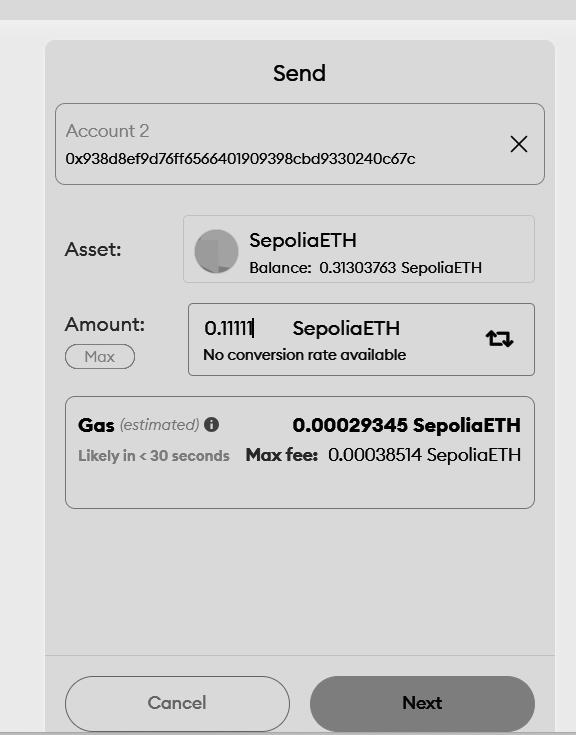 Send
Account 2
0x938d8ef9d76ff6566401909398cbd9330240c67c
Asset:
SepoliaETH
Balance: 0.31303763 SepoliaETH
Amount:
Max
0.11111 SepoliaETH
No conversion rate available
Gas (estimated) i 0.00029345 SepoliaETH
Likely in < 30 seconds Max fee: 0.00038514 SepoliaETH
Cancel
Next